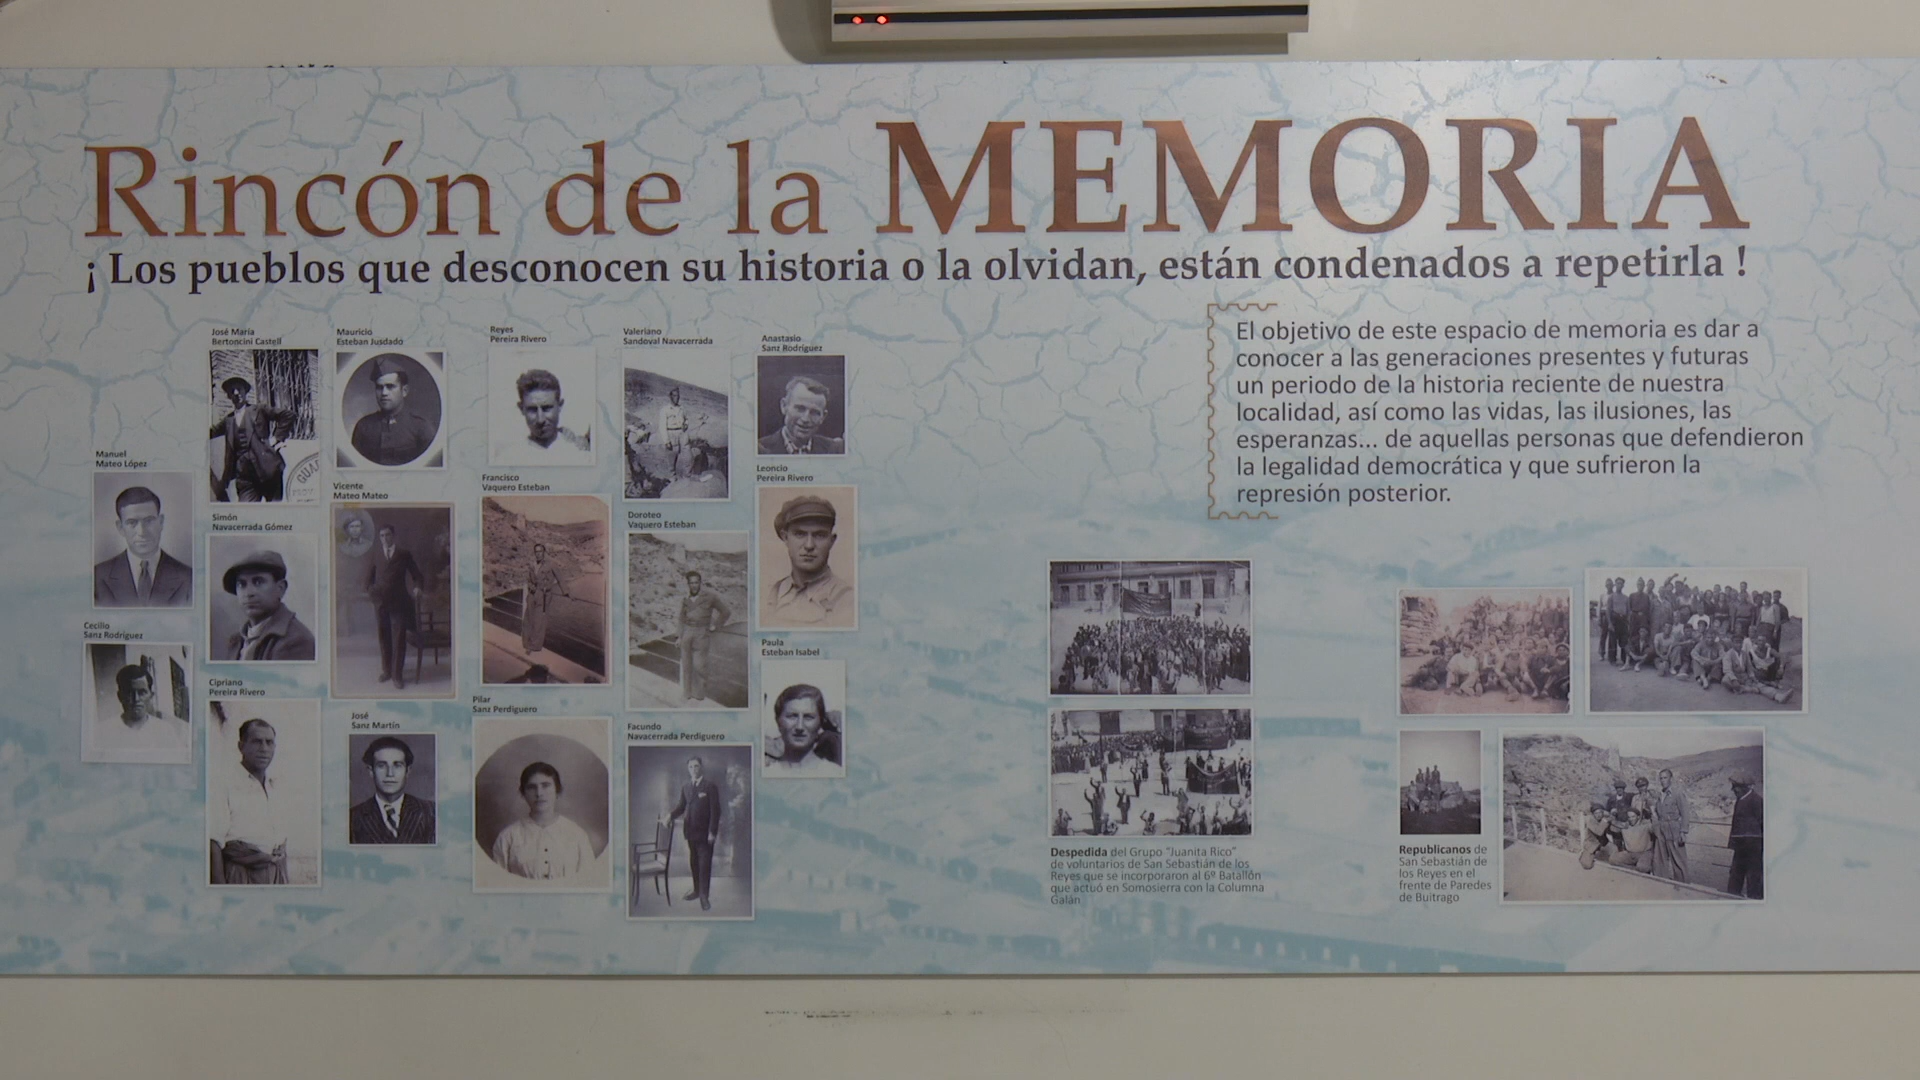 Rincón de la MEMORIA
¡ Los pueblos que desconocen su historia o la olvidan, están condenados a repetirla !
José María
Bertoncini Castell
Mauricio
Esteban Jusdado
Reyes
Pereira Rivero
Valeriano
Sandoval Navacerrada
Anastasio
Sanz Rodríguez
Manuel
Mateo López
Simón
Navacerrada Gómez
Vicente
Mateo Mateo
Francisco
Vaquero Esteban
Doroteo
Vaquero Esteban
Leoncio
Pereira Rivero
Cecilio
Sanz Rodríguez
Cipriano
Pereira Rivero
José
Sanz Martín
Pilar
Sanz Perdiguero
Facundo
Navacerrada Perdiguero
Paula
Esteban Isabel
El objetivo de este espacio de memoria es dar a
conocer a las generaciones presentes y futuras
un periodo de la historia reciente de nuestra
localidad, así como las vidas, las ilusiones, las
esperanzas... de aquellas personas que defendieron
la legalidad democrática y que sufrieron la
represión posterior.
Despedida del Grupo "Juanita Rico"
de voluntarios de San Sebastián de los
Reyes que se incorporaron al 6º Batallón
que actuó en Somosierra con la Columna
Galán
Republicanos de
San Sebastián de
los Reyes en el
frente de Paredes
de Buitrago